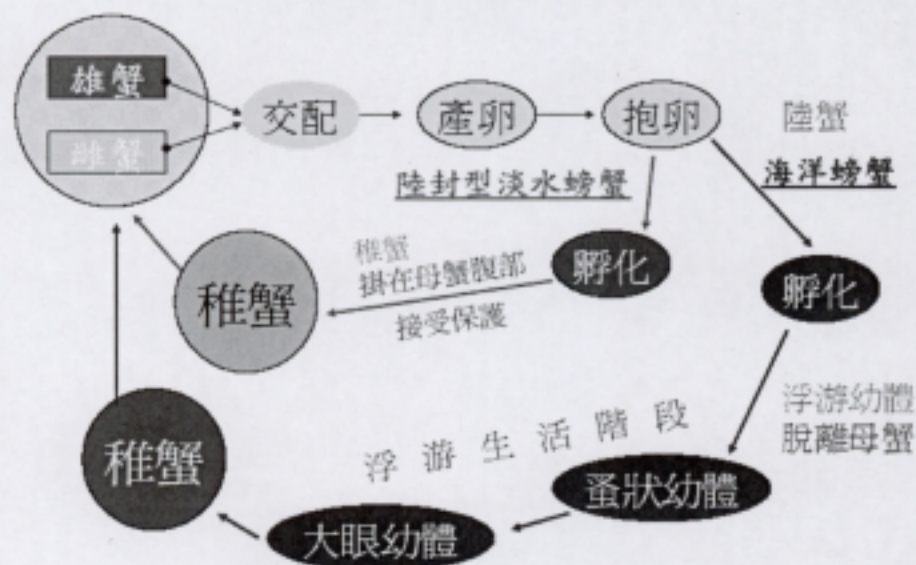 雄蟹
雌蟹
交配
產卵
抱卵
陸蟹
海洋螃蟹
陸封型淡水螃蟹
孵化
孵化
稚蟹
掛在母蟹腹部
接受保護
稚蟹
浮游幼體
脫離母蟹
浮游生活階段
稚蟹
蚤狀幼體
大眼幼體